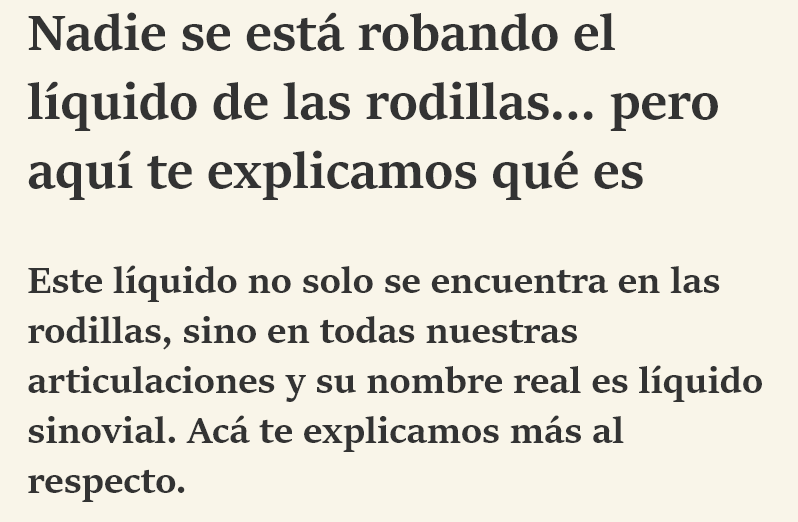 Nadie se está robando el
líquido de las rodillas... pero
aquí te explicamos qué es
Este líquido no solo se encuentra en las
rodillas, sino en todas nuestras
articulaciones y su nombre real es líquido
sinovial. Acá te explicamos más al
respecto.